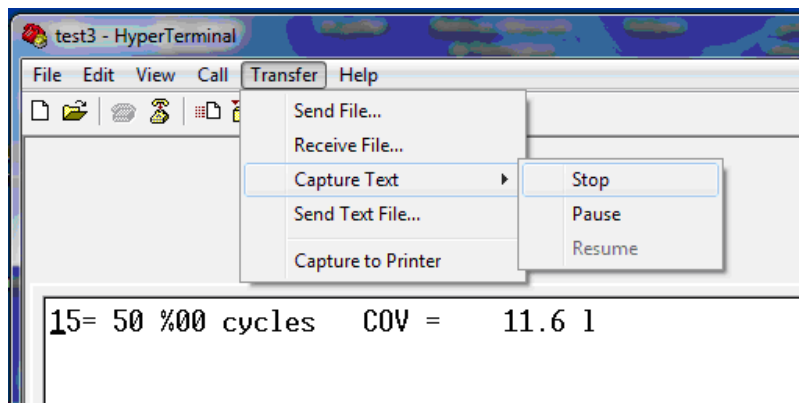 test3 - HyperTerminal
File Edit View Call Transfer Help
Send File...
Receive File...
Capture Text
Send Text File...
Capture to Printer
Stop
Pause
Resume
15= 50 %00 cycles COV = 11.6 l